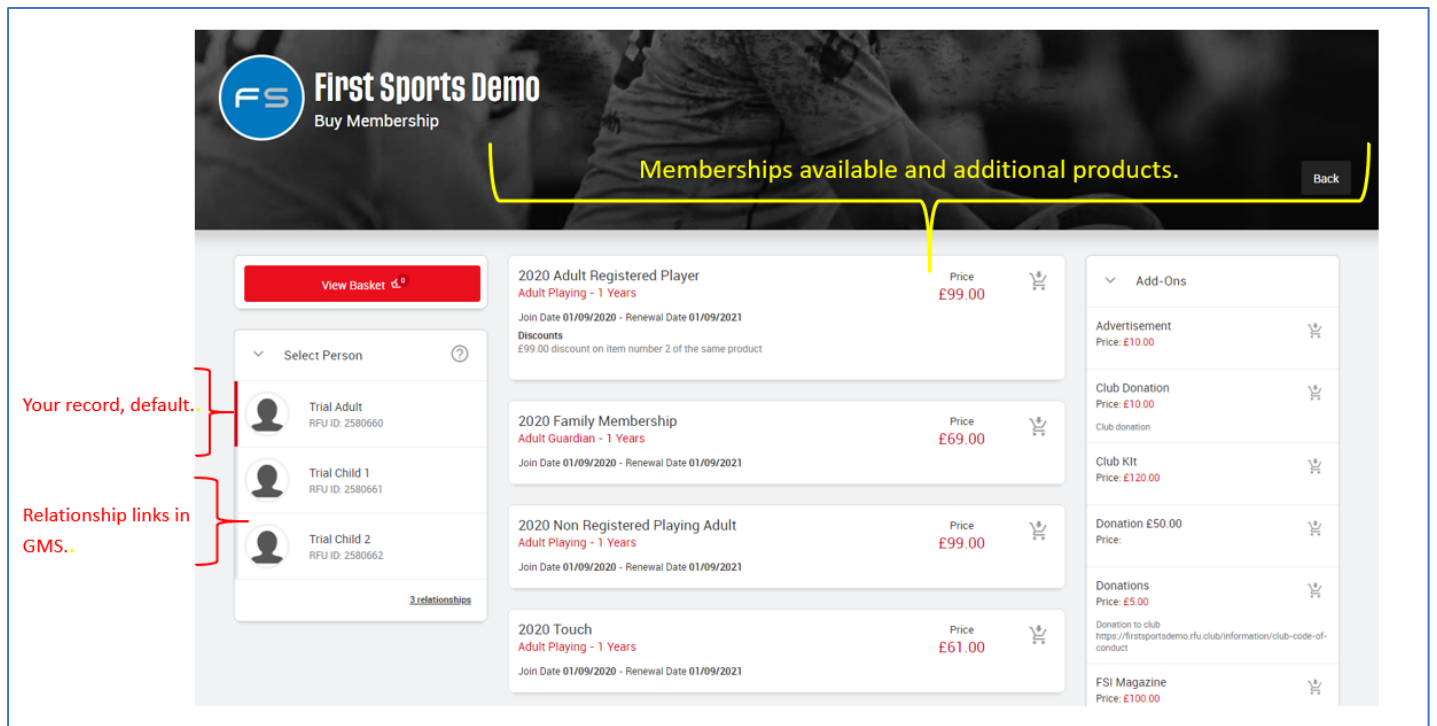 FS
First Sports Demo
Buy Membership
Memberships available and additional products.
Back
View Basket 0
Select Person
?
Your record, default..
Trial Adult
RFU ID: 2580660
Trial Child 1
RFU ID: 2580661
Relationship links in
GMS..
Trial Child 2
RFU ID: 2580662
3 relationships
2020 Adult Registered Player
Adult Playing - 1 Years
Price
£99.00
Join Date 01/09/2020 - Renewal Date 01/09/2021
Discounts
£99.00 discount on item number 2 of the same product
2020 Family Membership
Adult Guardian - 1 Years
Price
£69.00
Join Date 01/09/2020 - Renewal Date 01/09/2021
2020 Non Registered Playing Adult
Adult Playing - 1 Years
Price
£99.00
Join Date 01/09/2020 - Renewal Date 01/09/2021
2020 Touch
Adult Playing - 1 Years
Price
£61.00
Join Date 01/09/2020 - Renewal Date 01/09/2021
Add-Ons
Advertisement
Price: £10.00
Club Donation
Price: £10.00
Club donation
Club KIt
Price: £120.00
Donation £50.00
Price:
Donations
Price: £5.00
Donation to club
https://firstsportsdemo.rfu.club/information/club-code-of-
conduct
FSI Magazine
Price: £100.00